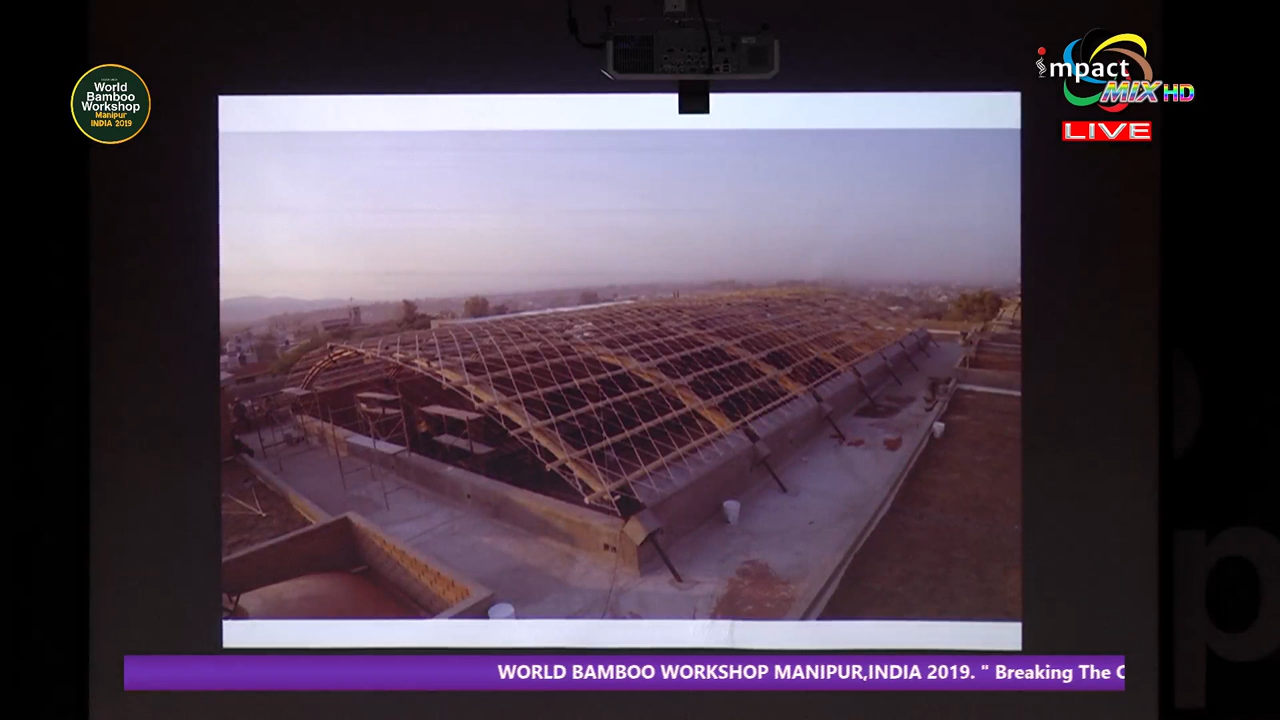 World
Bamboo
Workshop
Manipur
INDIA 2019
impact
MIX HD
LIVE
WORLD BAMBOO WORKSHOP MANIPUR,INDIA 2019. " Breaking The